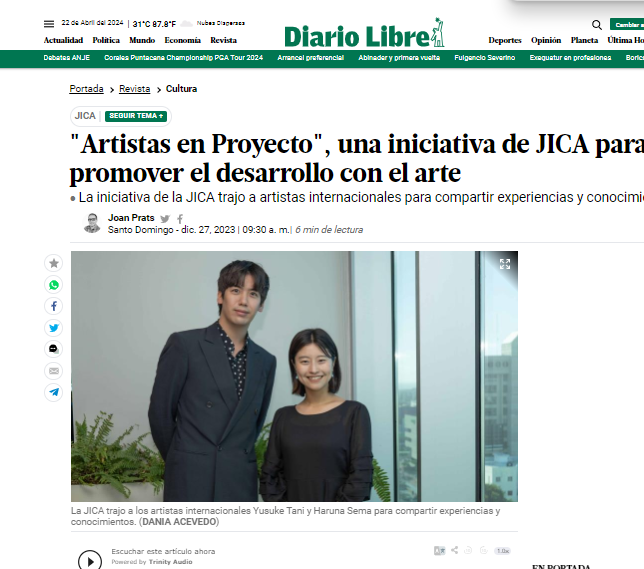 22 de Abril del 2024 | 31°C 87.8°F Nubes Dispersas
Diario Libre
Cambiar a
Actualidad Política Mundo Economía Revista
Deportes Opinión Planeta Última Ho
Debates ANJE Corales Puntacana Championship PGA Tour 2024 Arrancel preferencial Abinader y primera vuelta Fulgencio Severino Exequatur en profesiones Boric
Portada > Revista > Cultura
JICA | SEGUIR TEMA +
"Artistas en Proyecto", una iniciativa de JICA para
promover el desarrollo con el arte
• La iniciativa de la JICA trajo a artistas internacionales para compartir experiencias y conocimi
Joan Prats
Santo Domingo - dic. 27, 2023 | 09:30 a. m.| 6 min de lectura
La JICA trajo a los artistas internacionales Yusuke Tani y Haruna Sema para compartir experiencias y
conocimientos. (DANIA ACEVEDO)
Escuchar este artículo ahora
Powered by Trinity Audio
1.0x
EN PORTADA